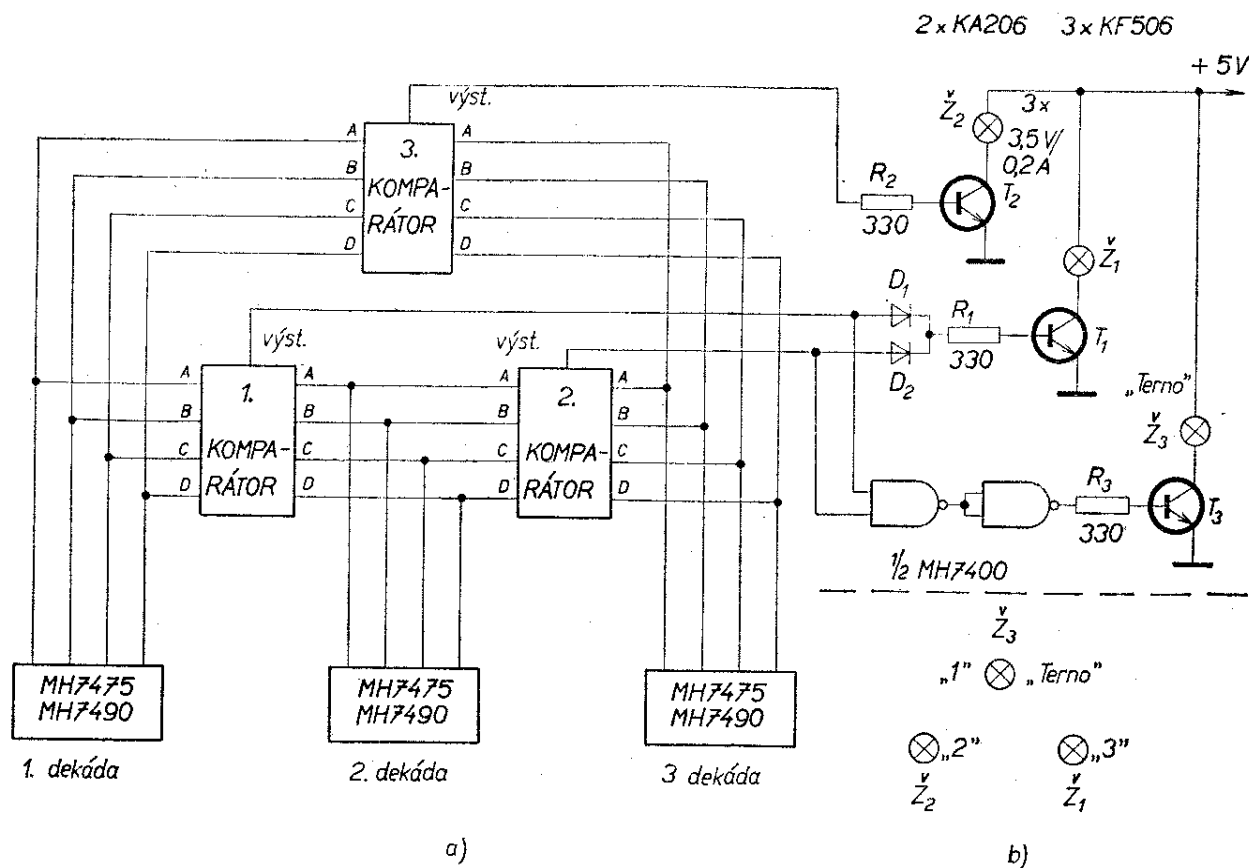 2 x KA206 3 x KF506
+ 5V
výst.
Ž2
3x
3,5 V/
0,2 A
A
A
3.
KOMPA-
RÁTOR
B
B
C
C
D
D
R2
330
T2
Ž1
D1
R1
330
T1
D2
výst.
výst.
A
1.
KOMPA-
RÁTOR
A
B
B
C
C
D
D
A
2.
KOMPA-
RÁTOR
A
B
B
C
C
D
D
„Terno"
Ž3
R3
330
T3
1/2 MH7400
Ž3
„1" „Terno"
„2" „3"
Ž2 Ž1
MH7475
MH7490
MH7475
MH7490
MH7475
MH7490
1. dekáda 2. dekáda 3 dekáda
a) b)